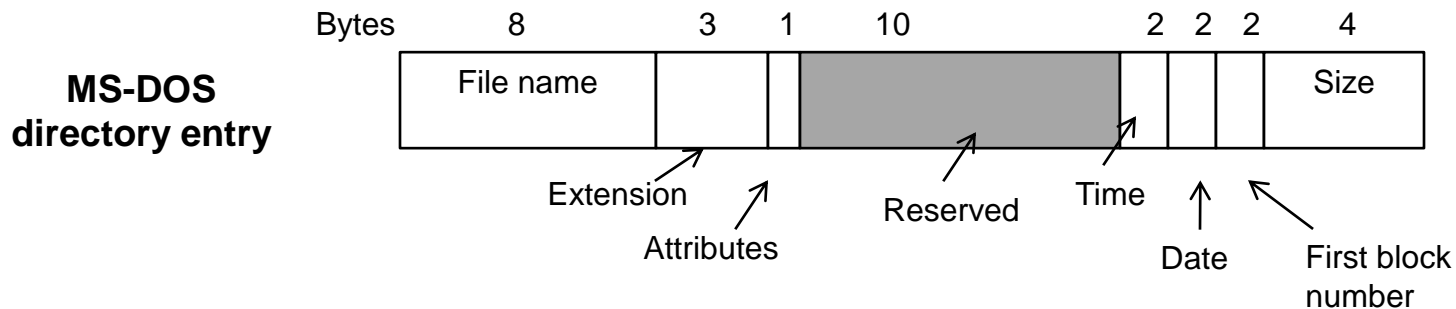 Bytes 8 3 1 10 2 2 2 4
MS-DOS
directory entry
File name
Size
Extension
Attributes
Reserved
Time
Date
First block
number